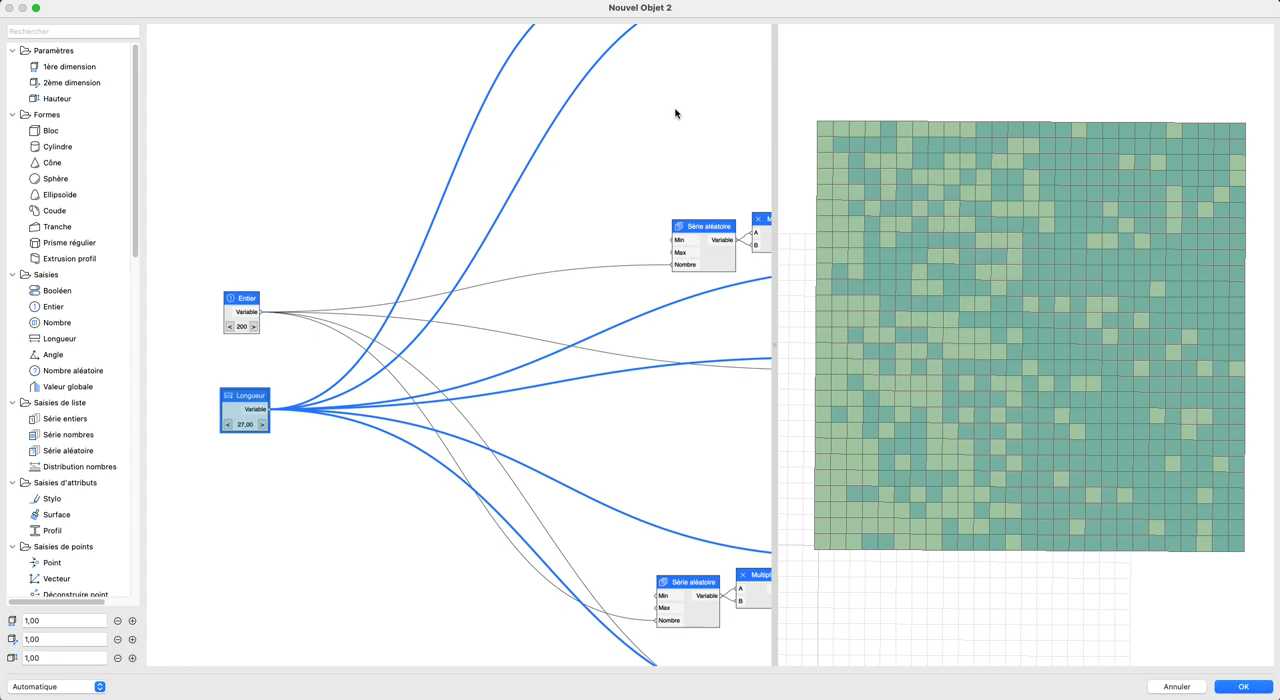 Nouvel Objet 2
Rechercher
Paramètres
1ère dimension
2ème dimension
Hauteur
Formes
Bloc
Cylindre
Cône
Sphère
Ellipsoïde
Coude
Tranche
Prisme régulier
Extrusion profil
Saisies
Booléen
Entier
Nombre
Longueur
Angle
Nombre aléatoire
Valeur globale
Saisies de liste
Série entiers
Série nombres
Série aléatoire
Distribution nombres
Saisies d'attributs
Stylo
Surface
Profil
Saisies de points
Point
Vecteur
Déconstruire point
1,00
1,00
1,00
Automatique
Entier
Variable
< 200 >
Longueur
Variable
< 27,00 >
Série aléatoire
Min Variable
Max
Nombre
M
A
B
Série aléatoire
Min Variable
Max
Nombre
Multipl
A
B
Annuler
OK